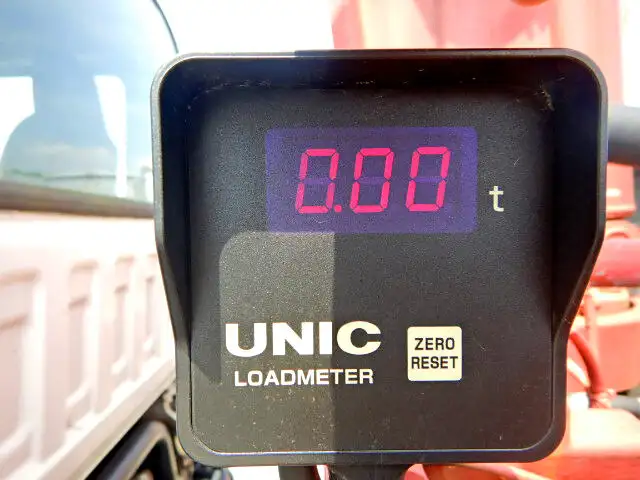 0.00 t
UNIC
LOADMETER
ZERO
RESET